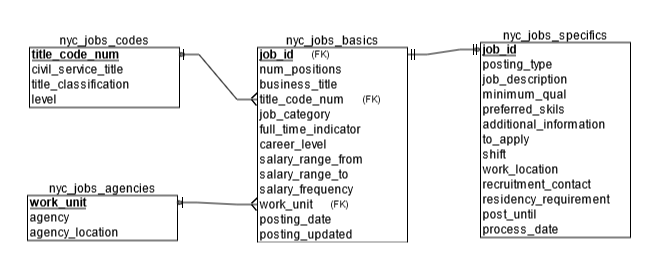 nyc_jobs_codes
title_code_num
civil_service_title
title_classification
level
nyc_jobs_agencies
work_unit
agency
agency_location
nyc_jobs_basics
job_id (FK)
num_positions
business_title
title_code_num (FK)
job_category
full_time_indicator
career_level
salary_range_from
salary_range_to
salary_frequency
work_unit (FK)
posting_date
posting_updated
nyc_jobs_specifics
job_id
posting_type
job_description
minimum_qual
preferred_skils
additional_information
to_apply
shift
work_location
recruitment_contact
residency_requirement
post_until
process_date